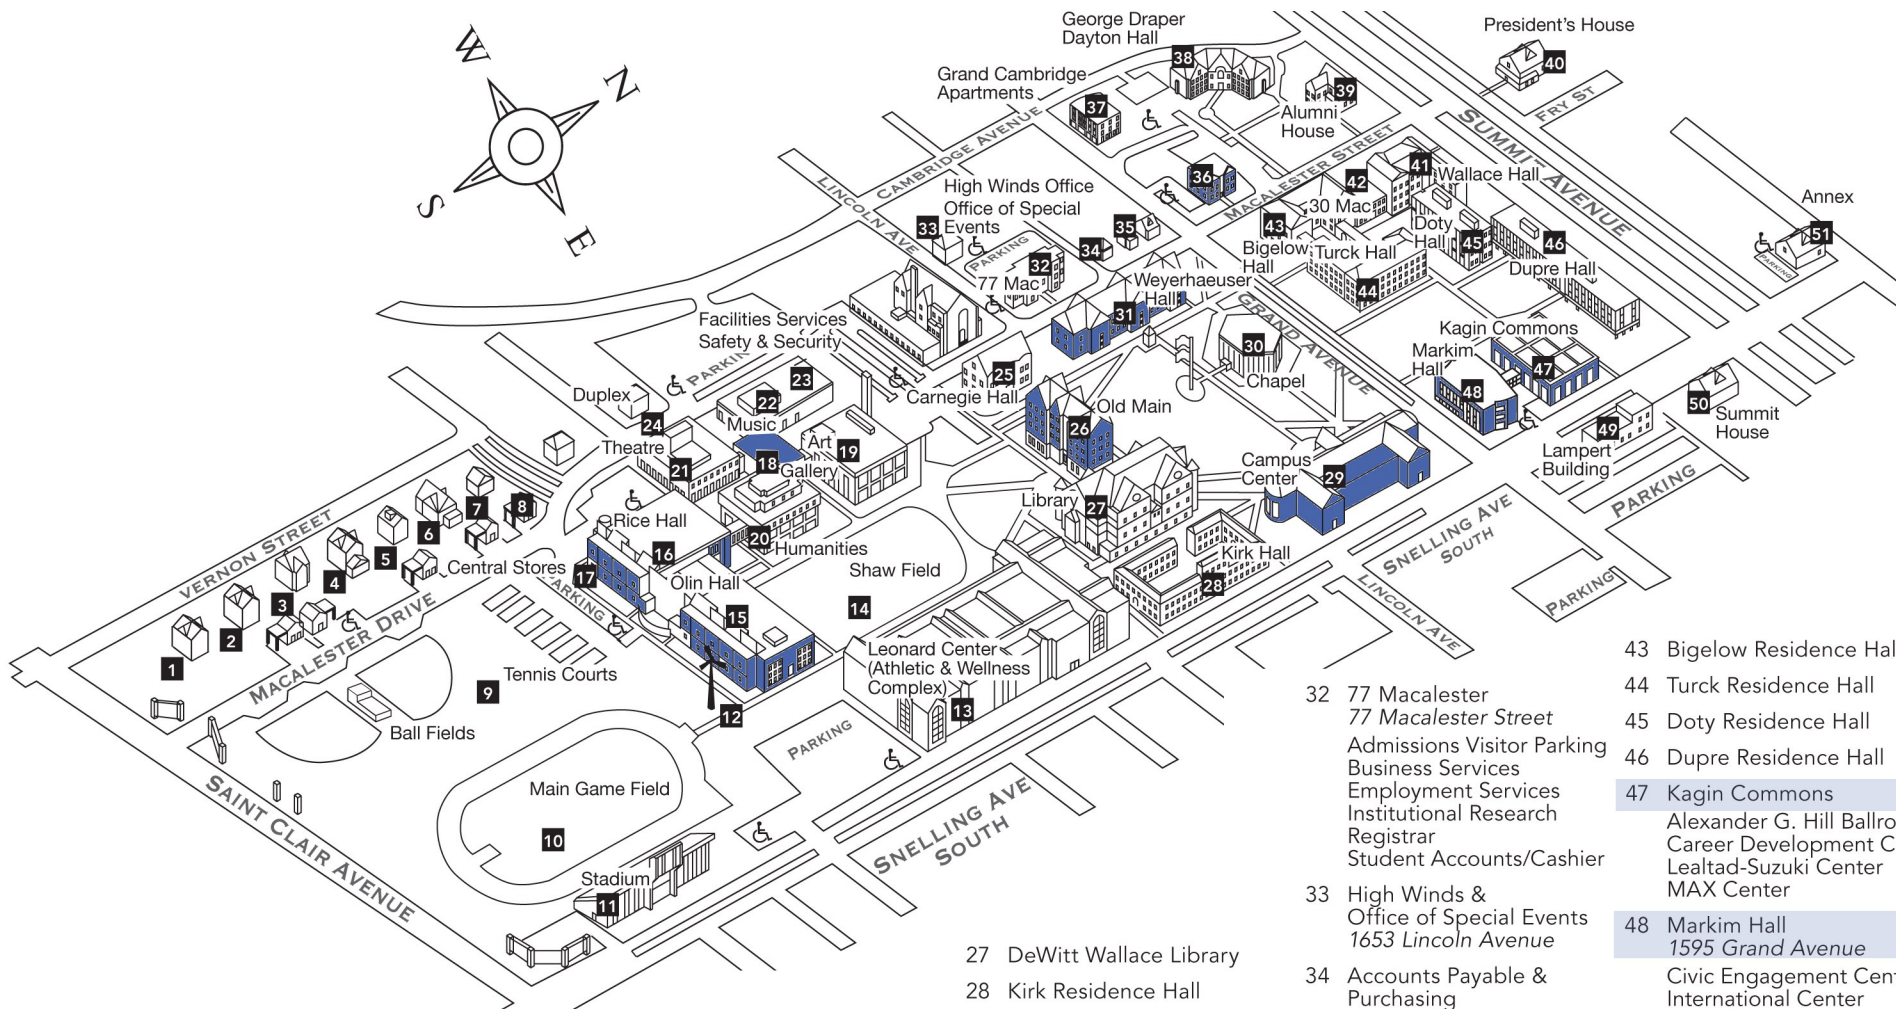 George Draper
Dayton Hall
38
President's House
40
Grand Cambridge
Apartments
37
39
Alumni
House
FRY ST
SUMMIT AVENUE
W
N
S
E
CAMBRIDGE AVENUE
LINCOLN AVE
MACALESTER STREET
36
41
Wallace Hall
42
30 Mac
Annex
51
PARKING
High Winds Office
Office of Special
Events
33
PARKING
35
34
32
77 Mac
43
Bigelow
Hall
Turck Hall
44
Doty
Hall
45
46
Dupre Hall
Weyerhaeuser
Hall
31
GRAND AVENUE
30
Chapel
Kagin Commons
47
Markim
Hall
48
50
Summit
House
49
Lampert
Building
PARKING
Facilities Services
Safety & Security
23
22
25
Carnegie Hall
Duplex
24
Music
Theatre
21
18
Art
19
Gallery
20
Humanities
Old Main
26
Library
27
Campus
Center
29
Kirk Hall
28
SNELLING AVE
SOUTH
LINCOLN AVE
PARKING
VERNON STREET
8
7
6
5
4
3
2
1
Central Stores
MACALESTER DRIVE
Rice Hall
16
17
Olin Hall
15
Shaw Field
14
Tennis Courts
9
12
Ball Fields
Leonard Center
(Athletic & Wellness
Complex)
13
PARKING
SAINT CLAIR AVENUE
Main Game Field
10
Stadium
11
SNELLING AVE
SOUTH
27 DeWitt Wallace Library
28 Kirk Residence Hall
32 77 Macalester
77 Macalester Street
Admissions Visitor Parking
Business Services
Employment Services
Institutional Research
Registrar
Student Accounts/Cashier
33 High Winds &
Office of Special Events
1653 Lincoln Avenue
34 Accounts Payable &
Purchasing
43 Bigelow Residence Hal
44 Turck Residence Hall
45 Doty Residence Hall
46 Dupre Residence Hall
47 Kagin Commons
Alexander G. Hill Ballro
Career Development C
Lealtad-Suzuki Center
MAX Center
48 Markim Hall
1595 Grand Avenue
Civic Engagement Cen
International Center